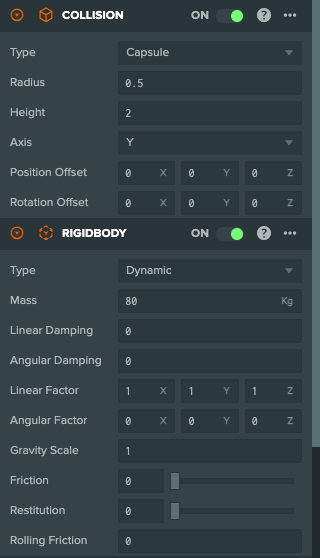 COLLISION ON ? •••
Type Capsule
Radius 0.5
Height 2
Axis Y
Position Offset 0 X 0 Y 0 Z
Rotation Offset 0 X 0 Y 0 Z
RIGIDBODY ON ? •••
Type Dynamic
Mass 80 Kg
Linear Damping 0
Angular Damping 0
Linear Factor 1 X 1 Y 1 Z
Angular Factor 0 X 0 Y 0 Z
Gravity Scale 1
Friction 0
Restitution 0
Rolling Friction 0